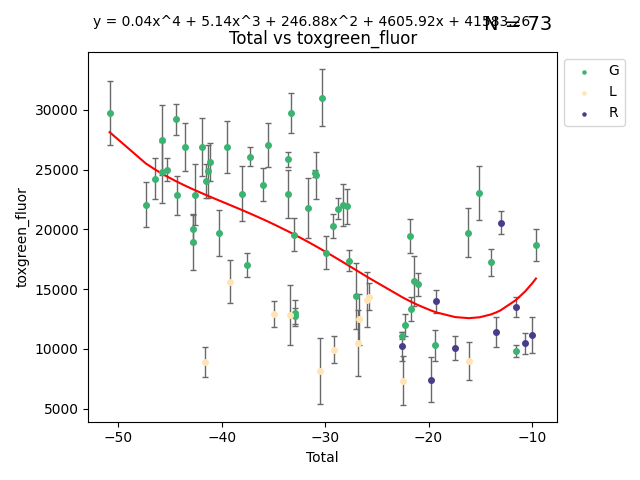 y = 0.04x^4 + 5.14x^3 + 246.88x^2 + 4605.92x + 41583.26
N = 73
Total vs toxgreen_fluor
G
L
R
toxgreen_fluor
30000
25000
20000
15000
10000
5000
−50 −40 −30 −20 −10
Total